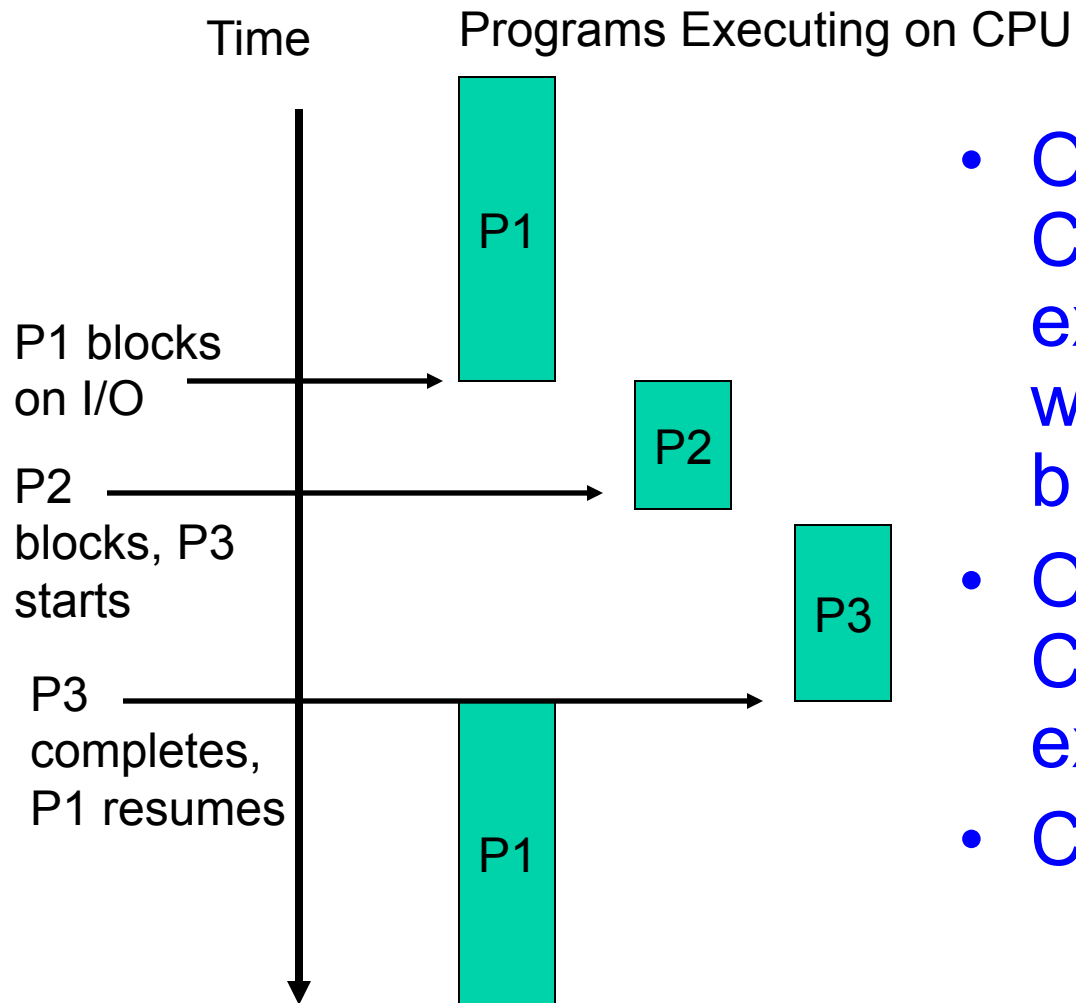 Time
Programs Executing on CPU
P1
P1 blocks
on I/O
P2
P2
blocks, P3
starts
P3
P3
completes,
P1 resumes
P1